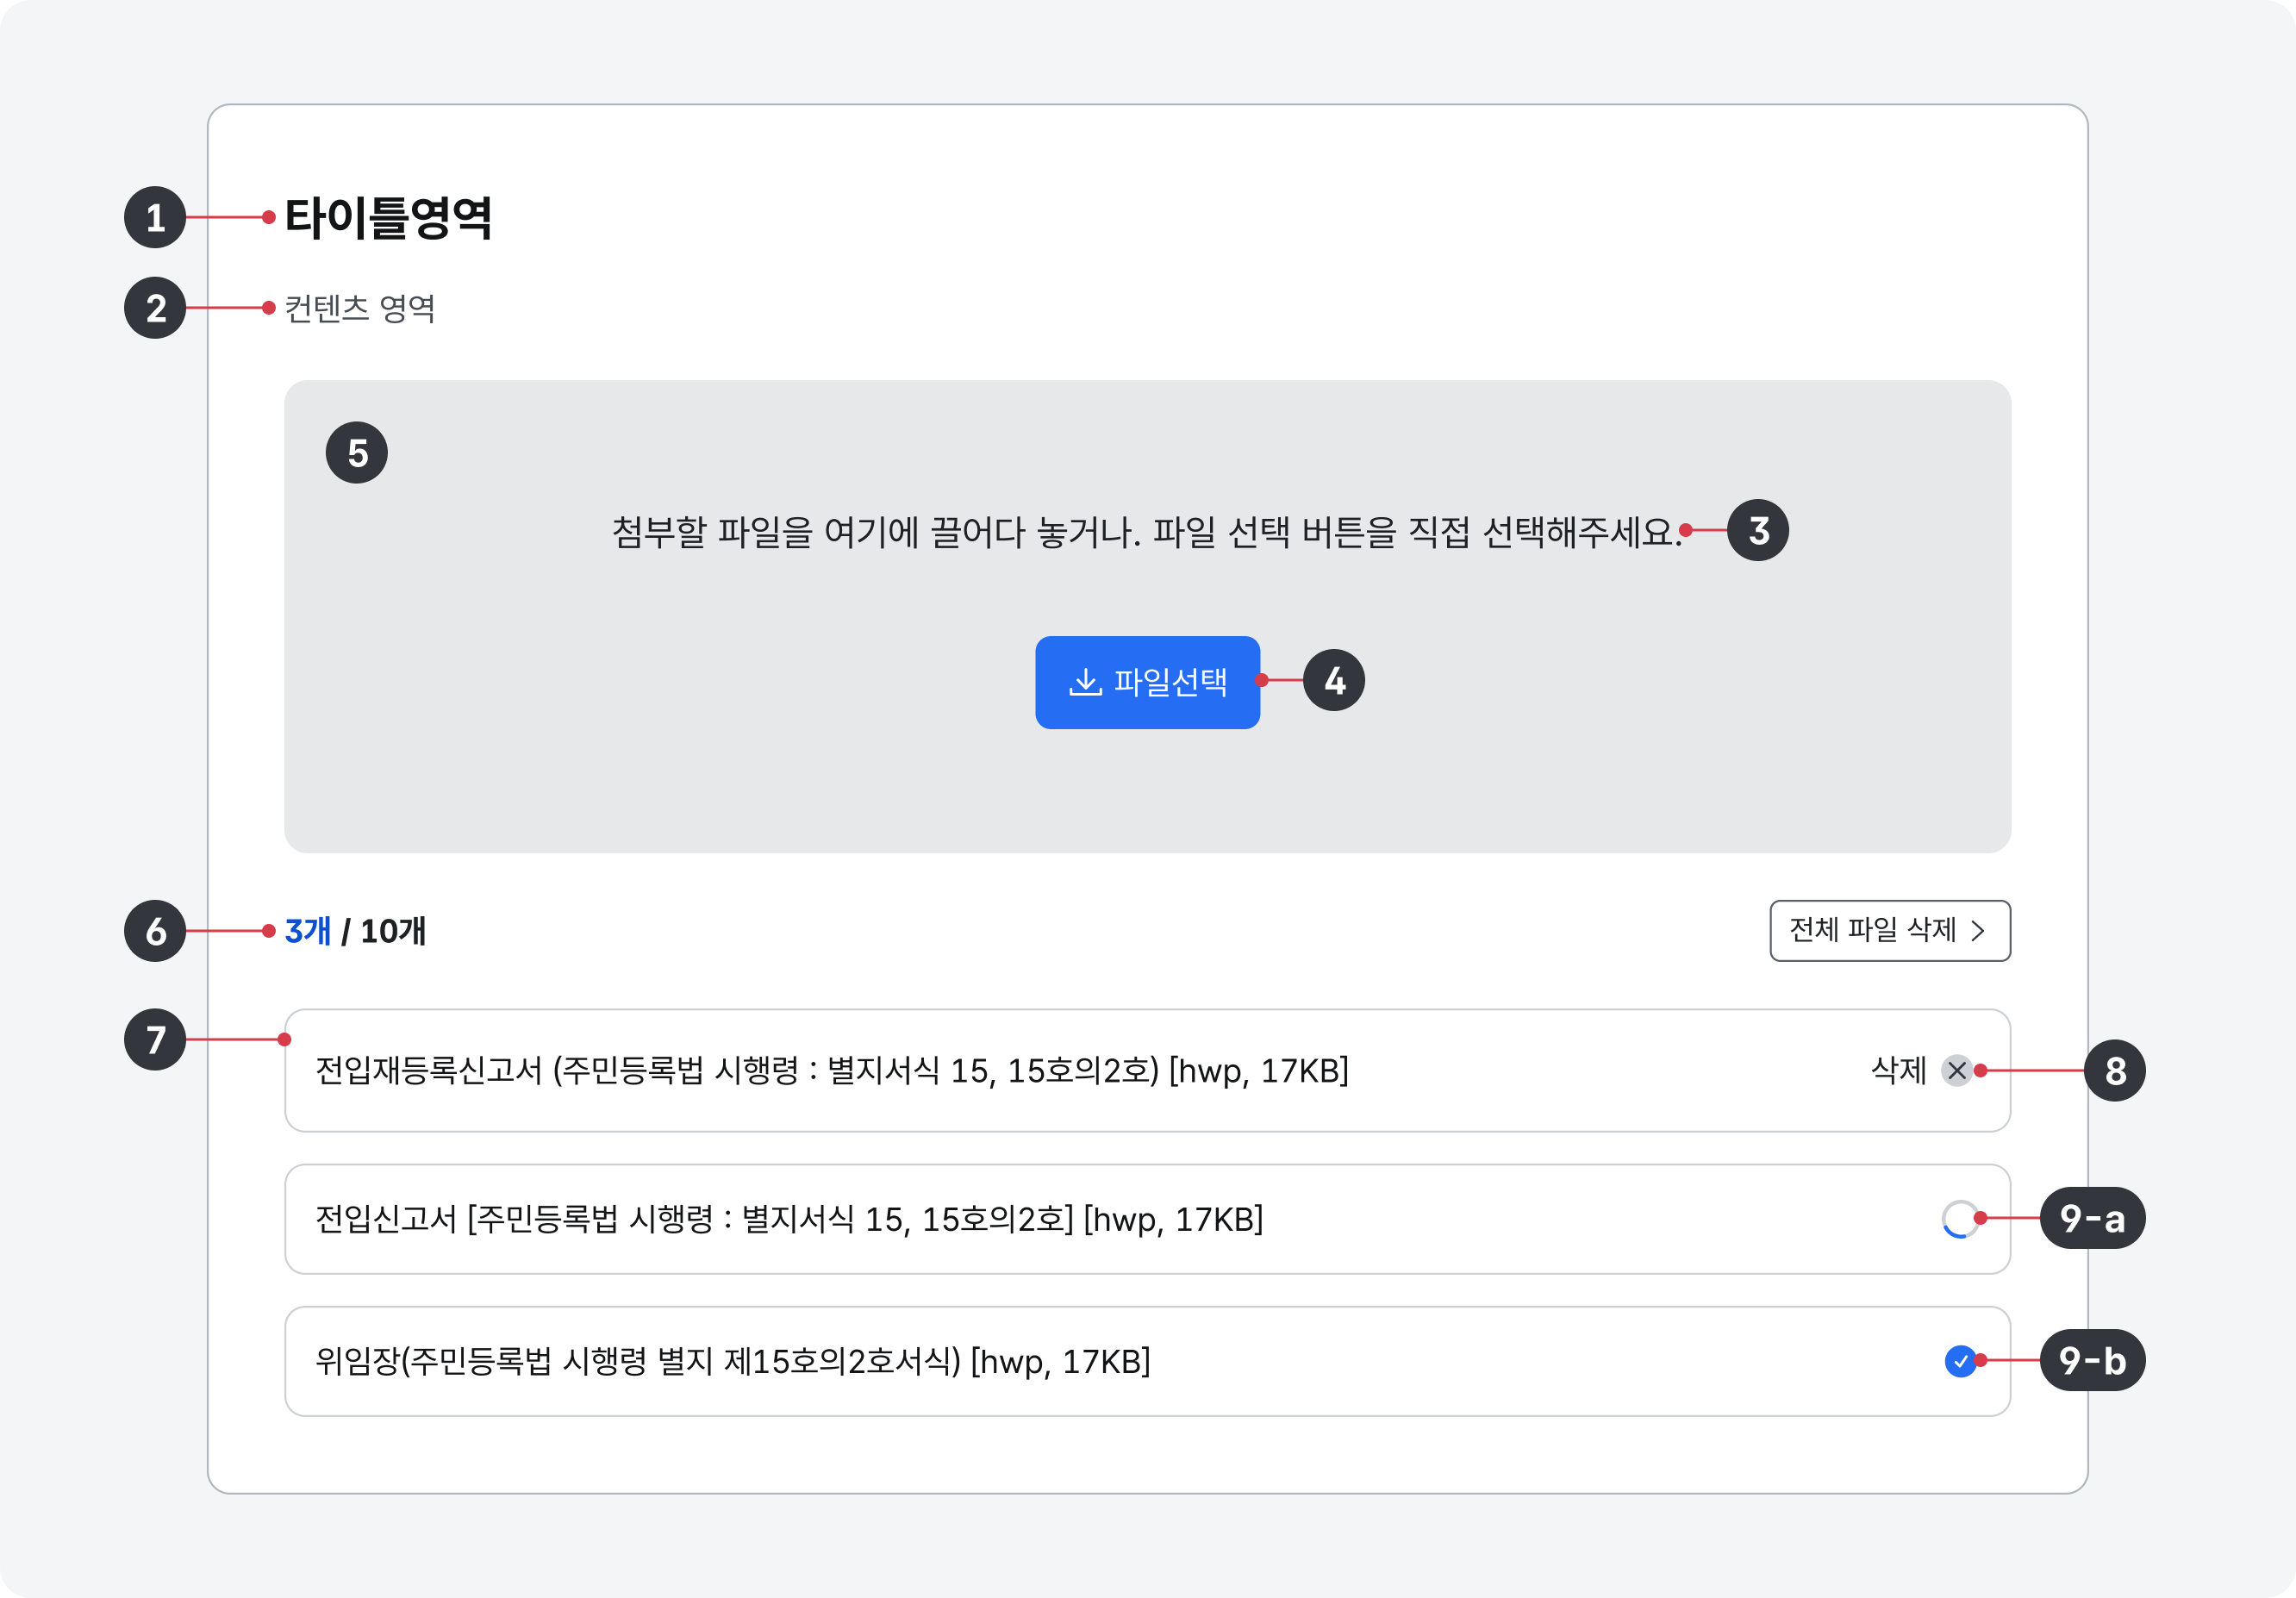 1
타이틀영역
2
컨텐츠 영역
5
첨부할 파일을 여기에 끌어다 놓거나. 파일 선택 버튼을 직접 선택해주세요.
3
파일선택
4
6
3개 / 10개
전체 파일 삭제
7
전입재등록신고서 (주민등록법 시행령 : 별지서식 15, 15호의2호) [hwp, 17KB]
삭제
8
전입신고서 [주민등록법 시행령 : 별지서식 15, 15호의2호] [hwp, 17KB]
9-a
위임장(주민등록법 시행령 별지 제15호의2호서식) [hwp, 17KB]
9-b